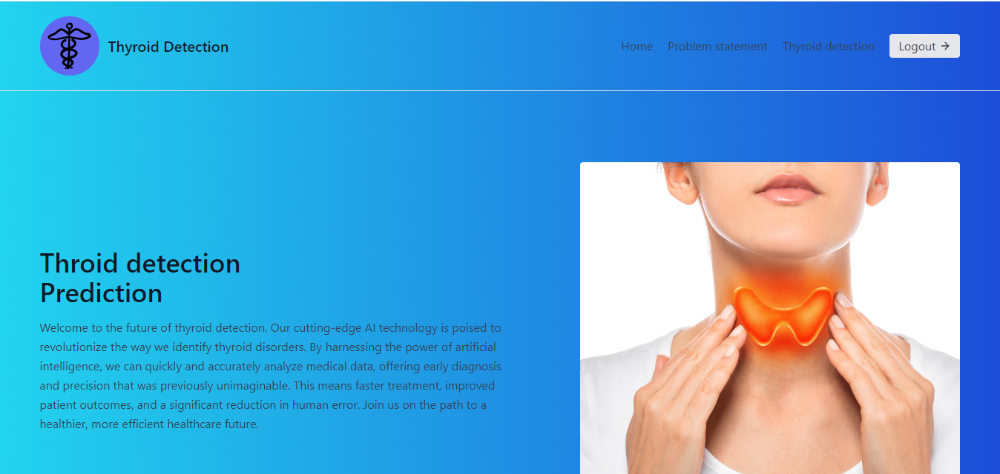 Thyroid Detection
Home
Problem statement
Thyroid detection
Logout →
Throid detection
Prediction
Welcome to the future of thyroid detection. Our cutting-edge AI technology is poised to
revolutionize the way we identify thyroid disorders. By harnessing the power of artificial
intelligence, we can quickly and accurately analyze medical data, offering early diagnosis
and precision that was previously unimaginable. This means faster treatment, improved
patient outcomes, and a significant reduction in human error. Join us on the path to a
healthier, more efficient healthcare future.